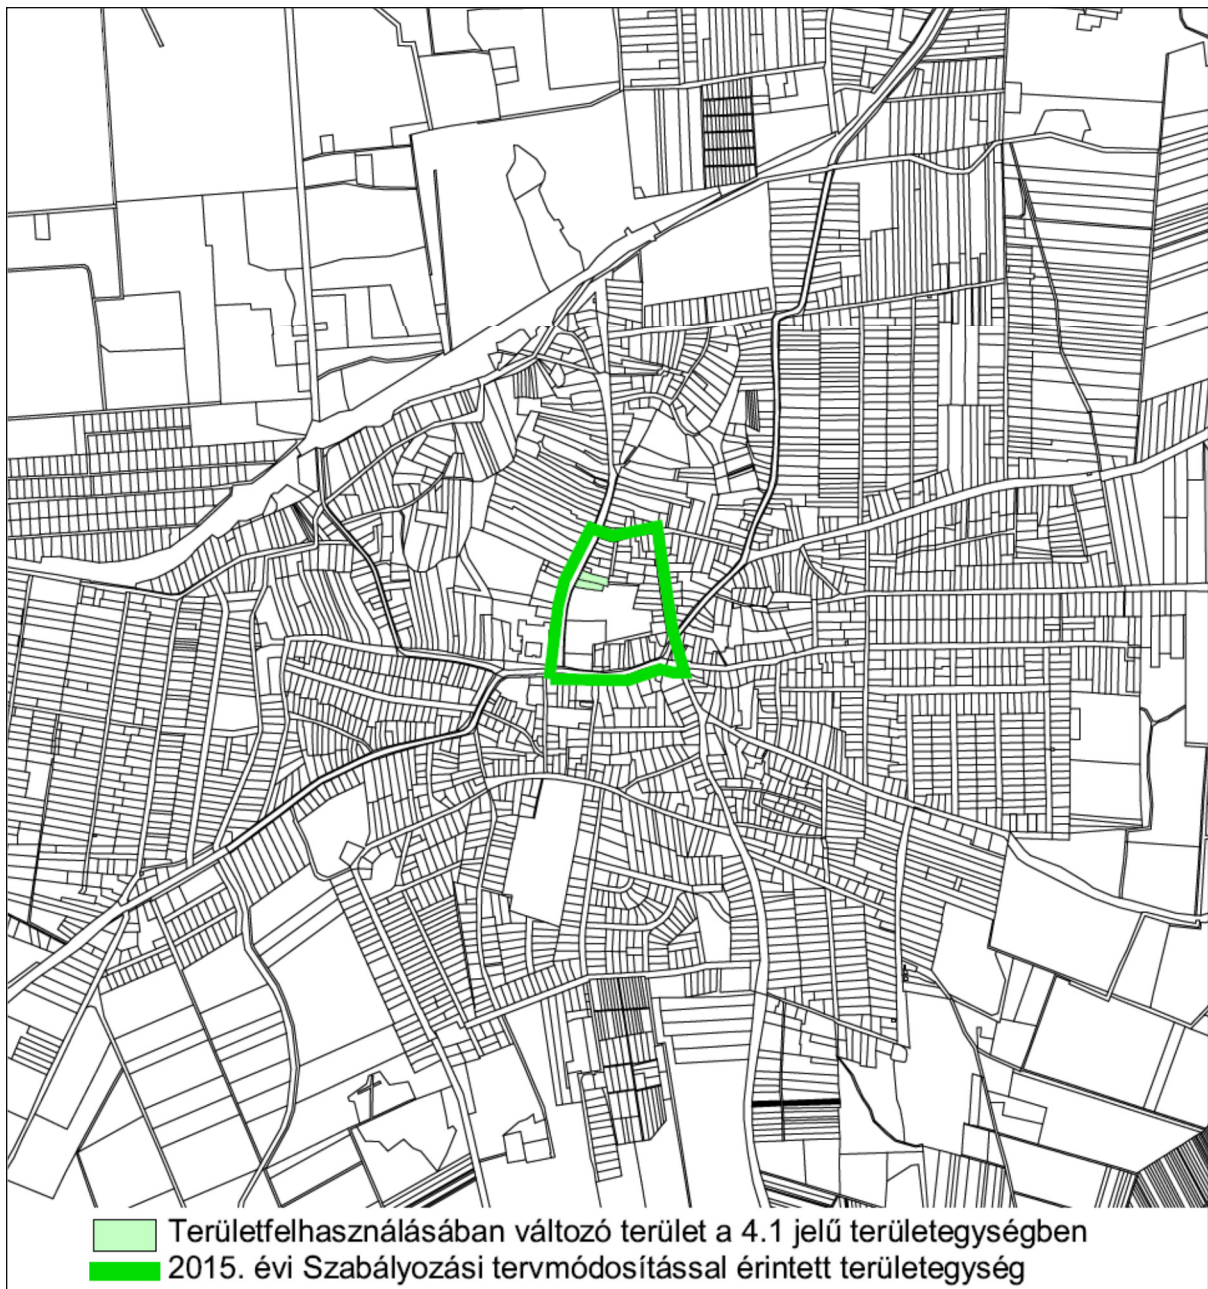 Területfelhasználásában változó terület a 4.1 jelű területegységben
2015. évi Szabályozási tervmódosítással érintett területegység